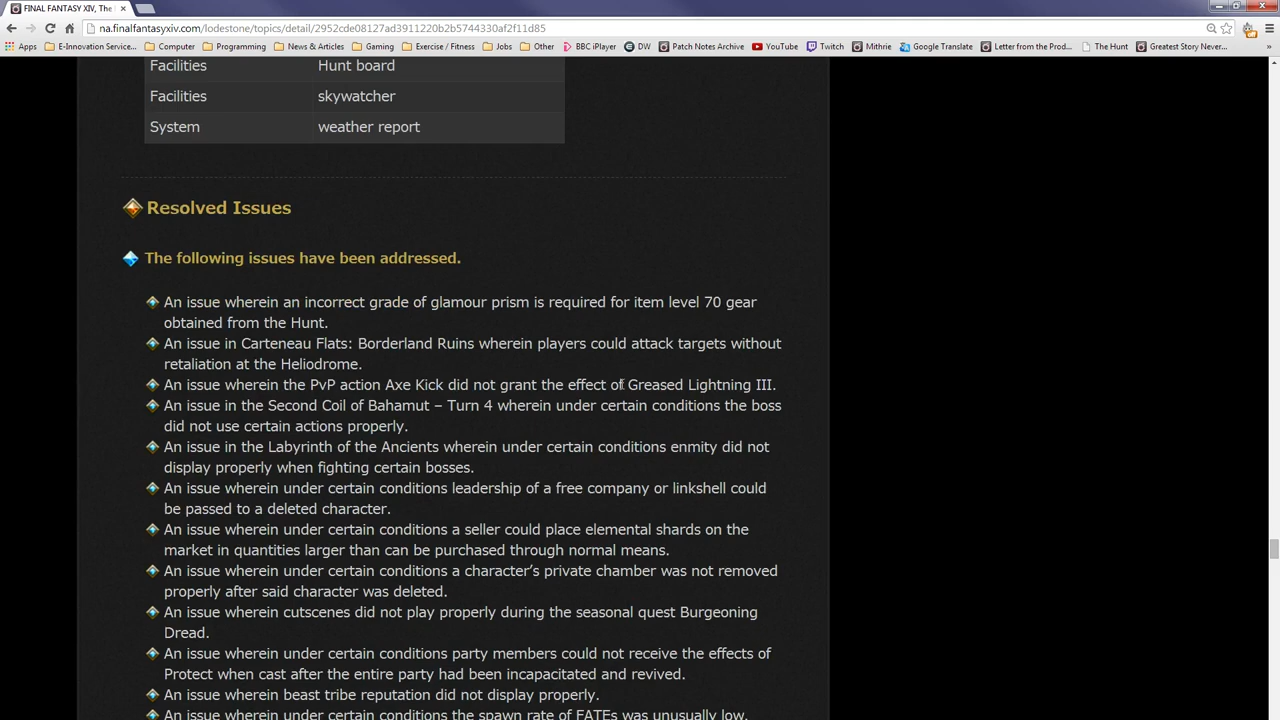 FINAL FANTASY XIV, The L
na.finalfantasyxiv.com/lodestone/topics/detail/2952cde08127ad3911220b2b5744330af2f11d85
Apps E-Innovation Service... Computer Programming News & Articles Gaming Exercise / Fitness Jobs Other BBC iPlayer DW Patch Notes Archive YouTube Twitch Mithrie Google Translate Letter from the Prod... The Hunt Greatest Story Never... »
Facilities Hunt board
Facilities skywatcher
System weather report
Resolved Issues
The following issues have been addressed.
An issue wherein an incorrect grade of glamour prism is required for item level 70 gear
obtained from the Hunt.
An issue in Carteneau Flats: Borderland Ruins wherein players could attack targets without
retaliation at the Heliodrome.
An issue wherein the PvP action Axe Kick did not grant the effect of Greased Lightning III.
An issue in the Second Coil of Bahamut – Turn 4 wherein under certain conditions the boss
did not use certain actions properly.
An issue in the Labyrinth of the Ancients wherein under certain conditions enmity did not
display properly when fighting certain bosses.
An issue wherein under certain conditions leadership of a free company or linkshell could
be passed to a deleted character.
An issue wherein under certain conditions a seller could place elemental shards on the
market in quantities larger than can be purchased through normal means.
An issue wherein under certain conditions a character’s private chamber was not removed
properly after said character was deleted.
An issue wherein cutscenes did not play properly during the seasonal quest Burgeoning
Dread.
An issue wherein under certain conditions party members could not receive the effects of
Protect when cast after the entire party had been incapacitated and revived.
An issue wherein beast tribe reputation did not display properly.
An issue wherein under certain conditions the spawn rate of FATEs was unusually low.